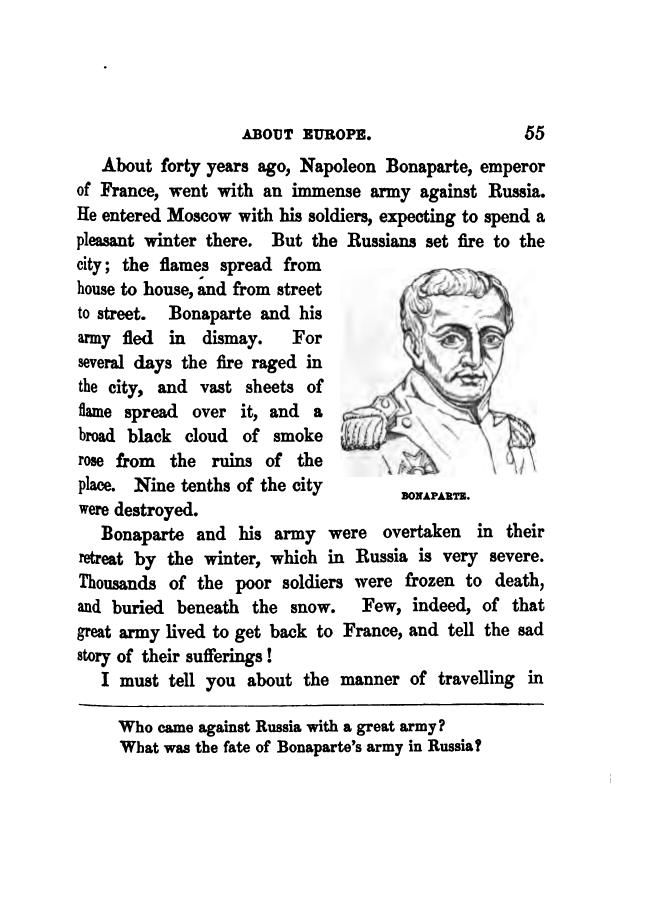 ABOUT EUROPE. 55
About forty years ago, Napoleon Bonaparte, emperor
of France, went with an immense army against Russia.
He entered Moscow with his soldiers, expecting to spend a
pleasant winter there. But the Russians set fire to the
city; the flames spread from
house to house, and from street
to street. Bonaparte and his
army fled in dismay. For
several days the fire raged in
the city, and vast sheets of
flame spread over it, and a
broad black cloud of smoke
rose from the ruins of the
place. Nine tenths of the city
were destroyed.
BONAPARTE.
Bonaparte and his army were overtaken in their
retreat by the winter, which in Russia is very severe.
Thousands of the poor soldiers were frozen to death,
and buried beneath the snow. Few, indeed, of that
great army lived to get back to France, and tell the sad
story of their sufferings!
I must tell you about the manner of travelling in
Who came against Russia with a great army?
What was the fate of Bonaparte's army in Russia?